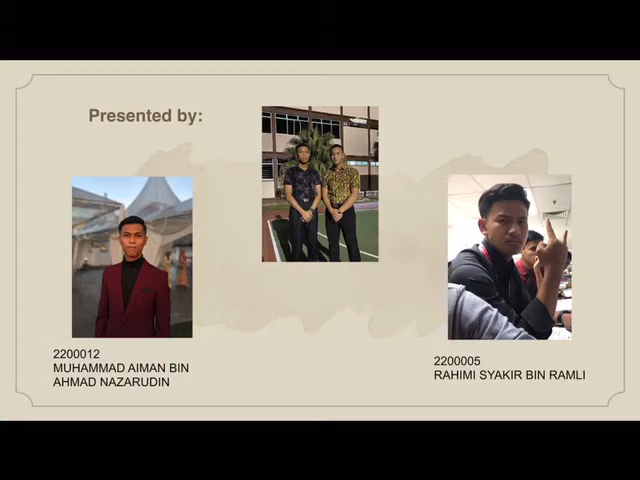 Presented by:
2200012
MUHAMMAD AIMAN BIN
AHMAD NAZARUDIN
2200005
RAHIMI SYAKIR BIN RAMLI